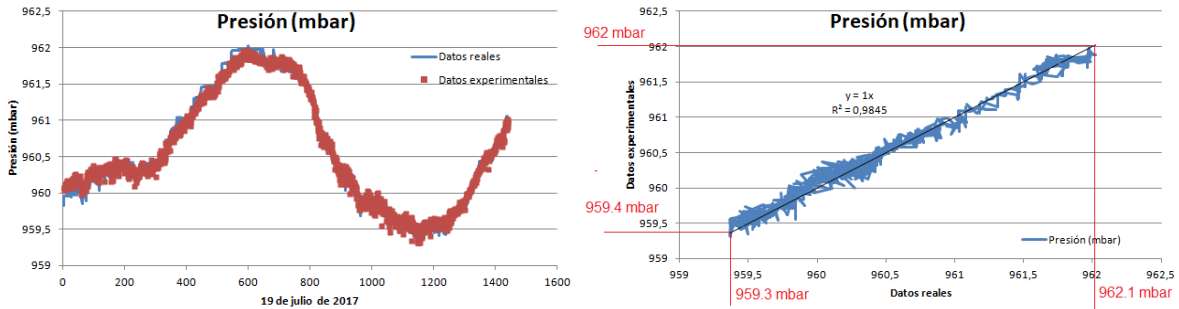 Presión (mbar)
962,5
962
961,5
961
960,5
960
959,5
959
Presión (mbar)
Datos reales
Datos experimentales
0
200
400
600
800
1000
1200
1400
1600
19 de julio de 2017
Presión (mbar)
962 mbar
959.4 mbar
962,5
962
961,5
961
960,5
960
959,5
959
Datos experimentales
y = 1x
R² = 0,9845
Presión (mbar)
959
959,5
960
960,5
961
961,5
962
962,5
959.3 mbar
Datos reales
962.1 mbar